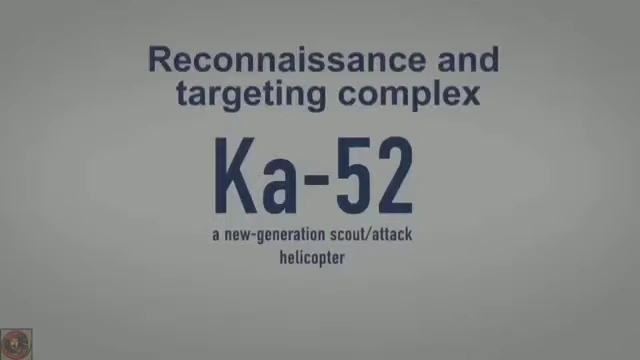 Reconnaissance and
targeting complex
Ka-52
a new-generation scout/attack
helicopter